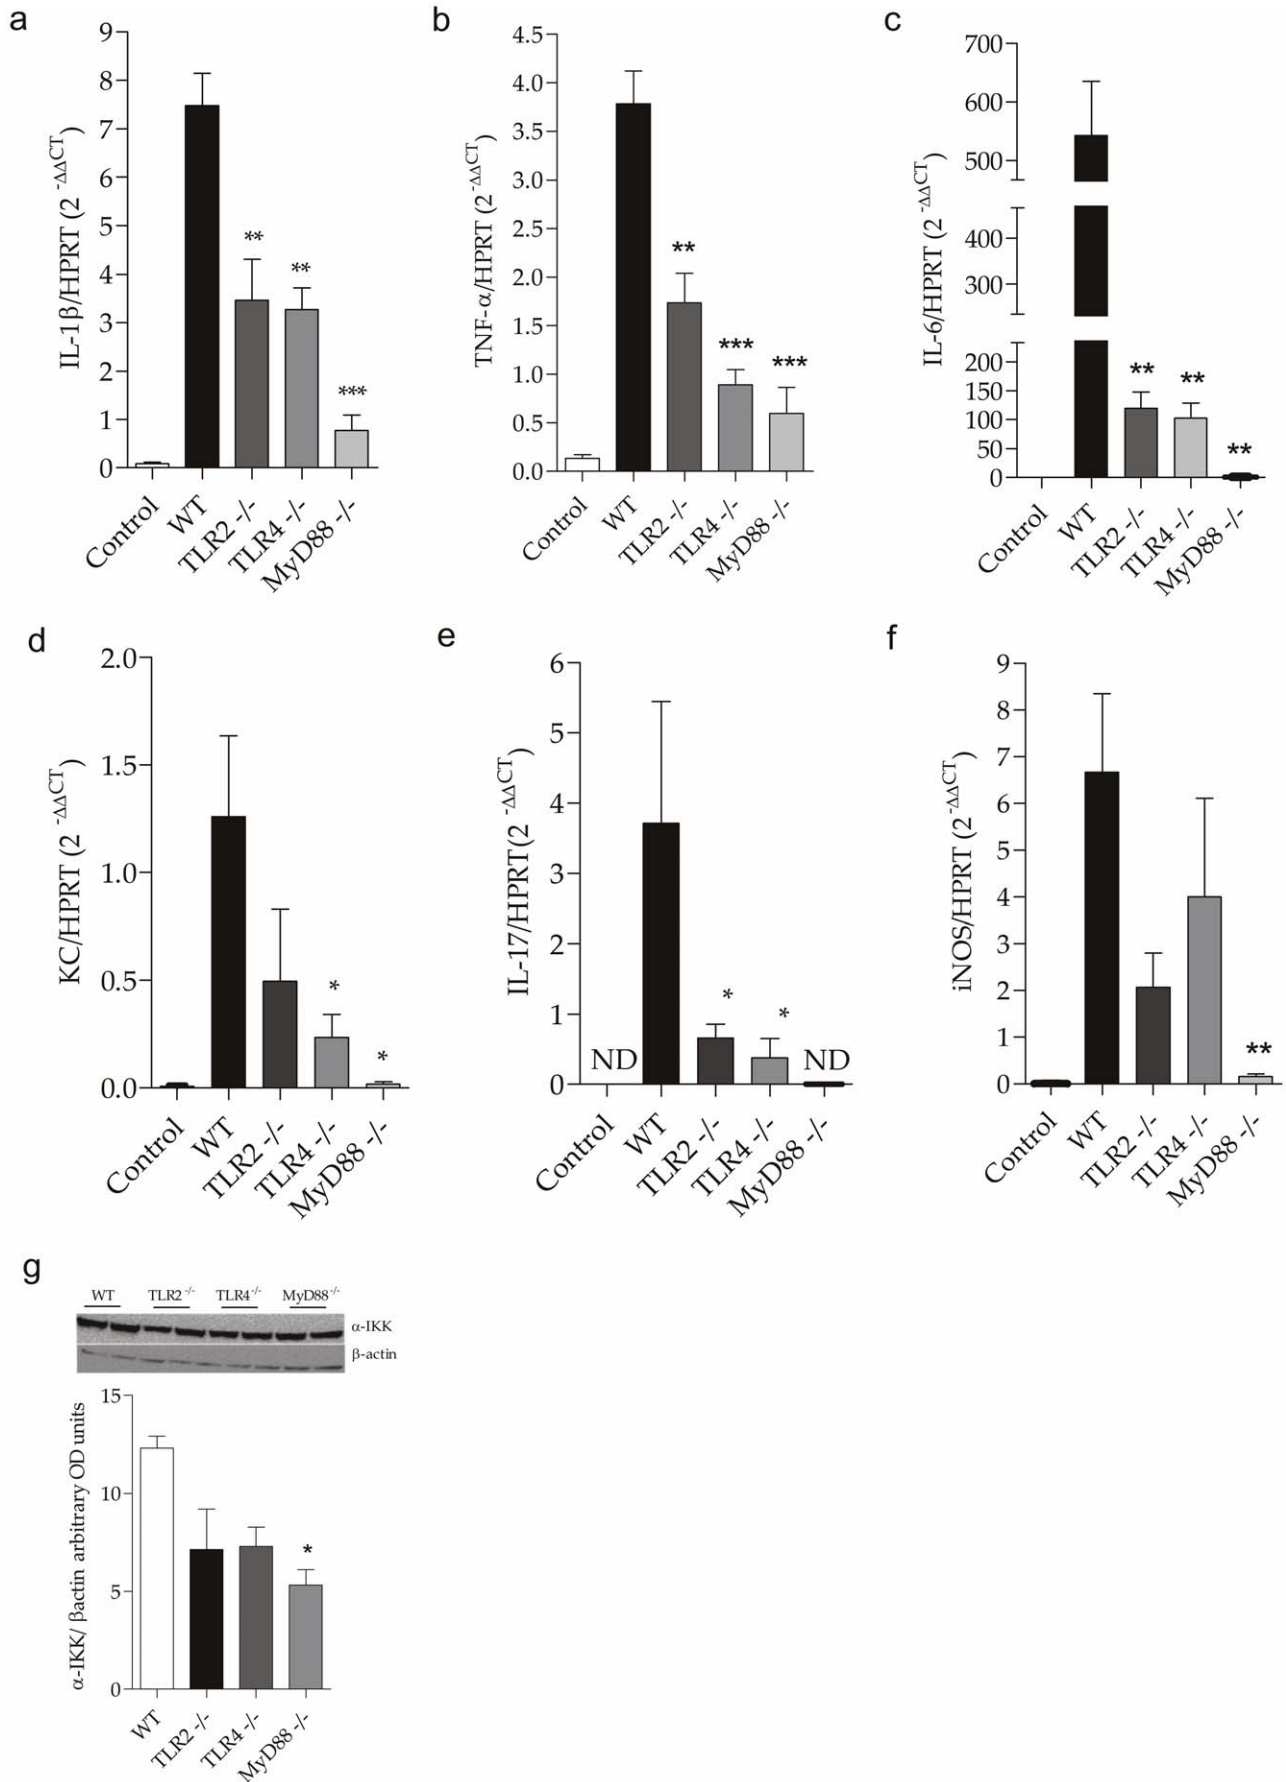 a
IL-1β/HPRT (2 -ΔΔCT)
9
8
7
6
5
4
3
2
1
0
**
**
***
Control
WT
TLR2 -/-
TLR4 -/-
MyD88 -/-
b
TNF-α/HPRT (2 -ΔΔCT)
4.5
4.0
3.5
3.0
2.5
2.0
1.5
1.0
0.5
0.0
**
***
***
Control
WT
TLR2 -/-
TLR4 -/-
MyD88 -/-
c
IL-6/HPRT (2 -ΔΔCT)
700
600
500
400
300
200
150
100
50
0
**
**
**
Control
WT
TLR2 -/-
TLR4 -/-
MyD88 -/-
d
KC/HPRT (2 -ΔΔCT)
2.0
1.5
1.0
0.5
0.0
*
*
Control
WT
TLR2 -/-
TLR4 -/-
MyD88 -/-
e
IL-17/HPRT(2 -ΔΔCT)
6
5
4
3
2
1
0
ND
*
*
ND
Control
WT
TLR2 -/-
TLR4 -/-
MyD88 -/-
f
iNOS/HPRT (2 -ΔΔCT)
9
8
7
6
5
4
3
2
1
0
**
Control
WT
TLR2 -/-
TLR4 -/-
MyD88 -/-
g
WT TLR2 -/- TLR4 -/- MyD88 -/-
α-IKK
β-actin
α-IKK/ βactin arbitrary OD units
15
10
5
0
*
WT
TLR2 -/-
TLR4 -/-
MyD88 -/-